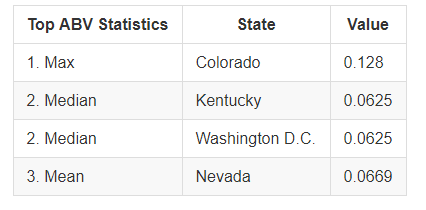 Top ABV Statistics State Value
1. Max Colorado 0.128
2. Median Kentucky 0.0625
2. Median Washington D.C. 0.0625
3. Mean Nevada 0.0669